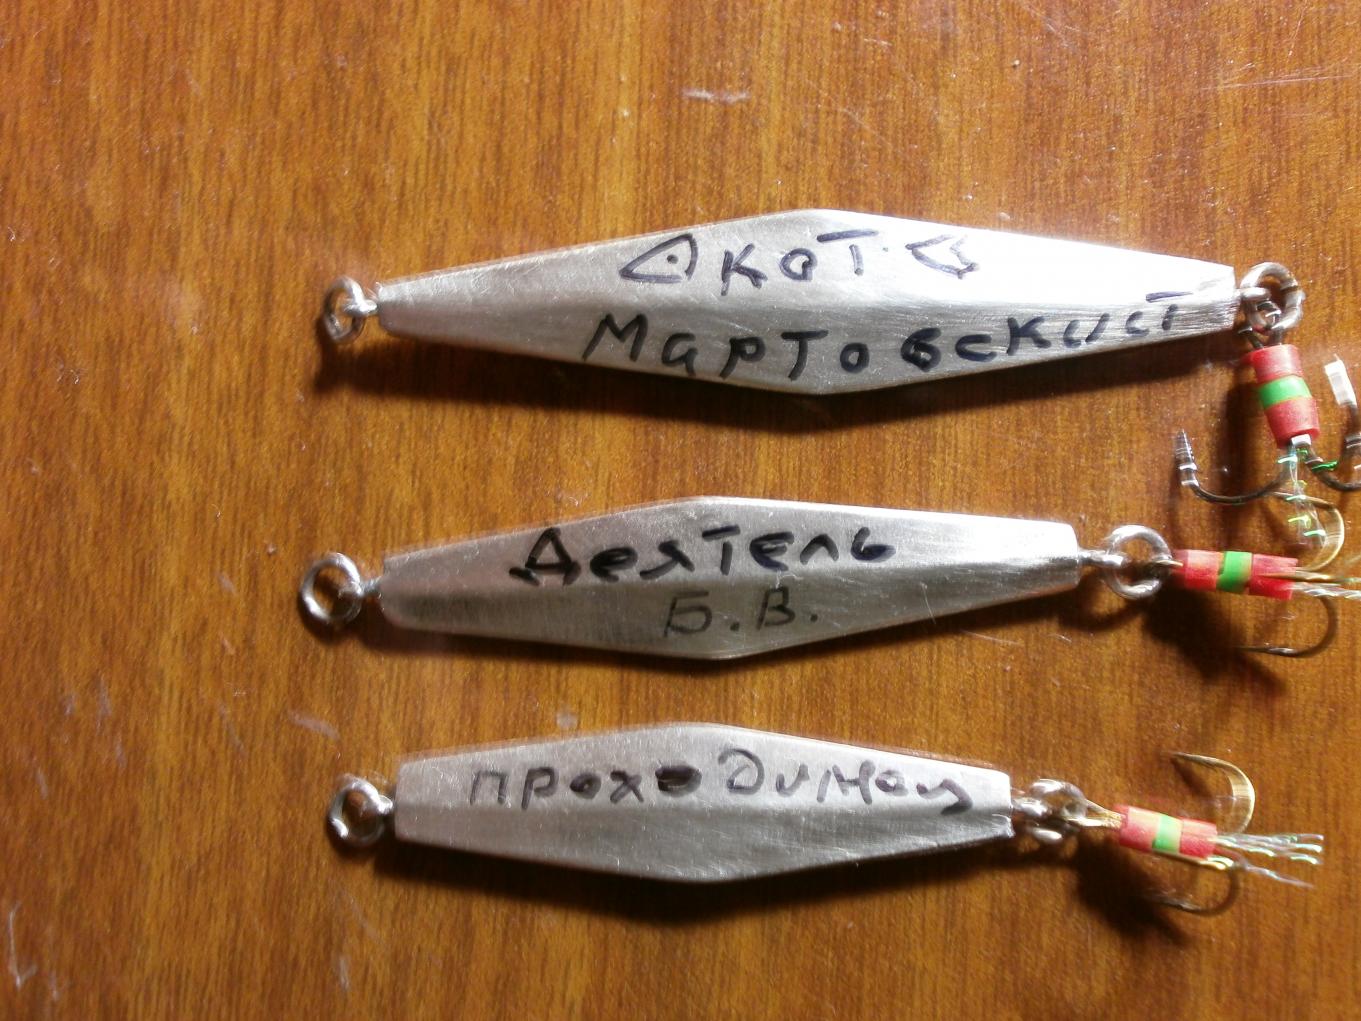 кот
Мартовский
Деятель
Б.В.
проходимец